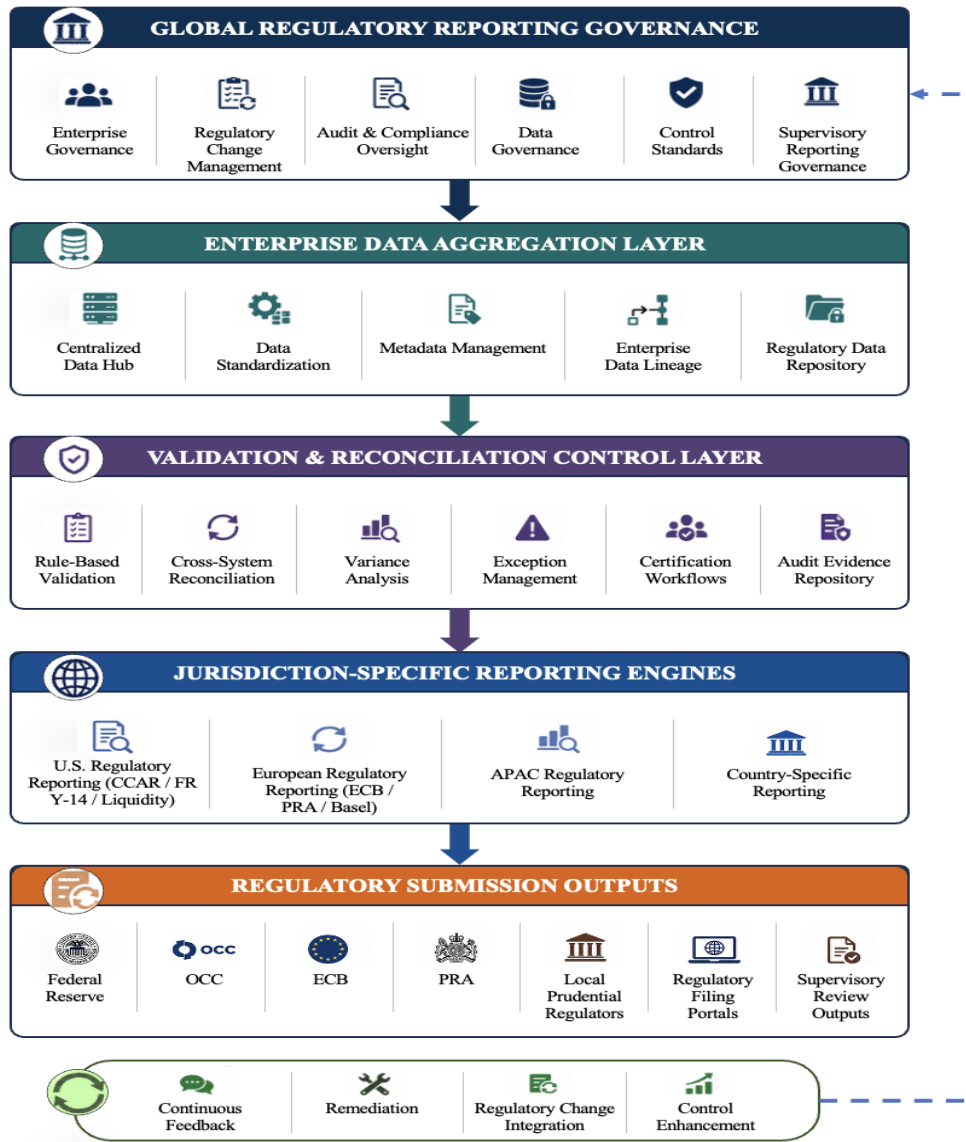 GLOBAL REGULATORY REPORTING GOVERNANCE
Enterprise
Governance
Regulatory
Change
Management
Audit & Compliance
Oversight
Data
Governance
Control
Standards
Supervisory
Reporting
Governance
ENTERPRISE DATA AGGREGATION LAYER
Centralized
Data Hub
Data
Standardization
Metadata Management
Enterprise
Data Lineage
Regulatory Data
Repository
VALIDATION & RECONCILIATION CONTROL LAYER
Rule-Based
Validation
Cross-System
Reconciliation
Variance
Analysis
Exception
Management
Certification
Workflows
Audit Evidence
Repository
JURISDICTION-SPECIFIC REPORTING ENGINES
U.S. Regulatory
Reporting (CCAR / FR
Y-14 / Liquidity)
European Regulatory
Reporting (ECB /
PRA / Basel)
APAC Regulatory
Reporting
Country-Specific
Reporting
REGULATORY SUBMISSION OUTPUTS
Federal
Reserve
occ
OCC
ECB
PRA
Local
Prudential
Regulators
Regulatory
Filing
Portals
Supervisory
Review
Outputs
Continuous
Feedback
Remediation
Regulatory Change
Integration
Control
Enhancement